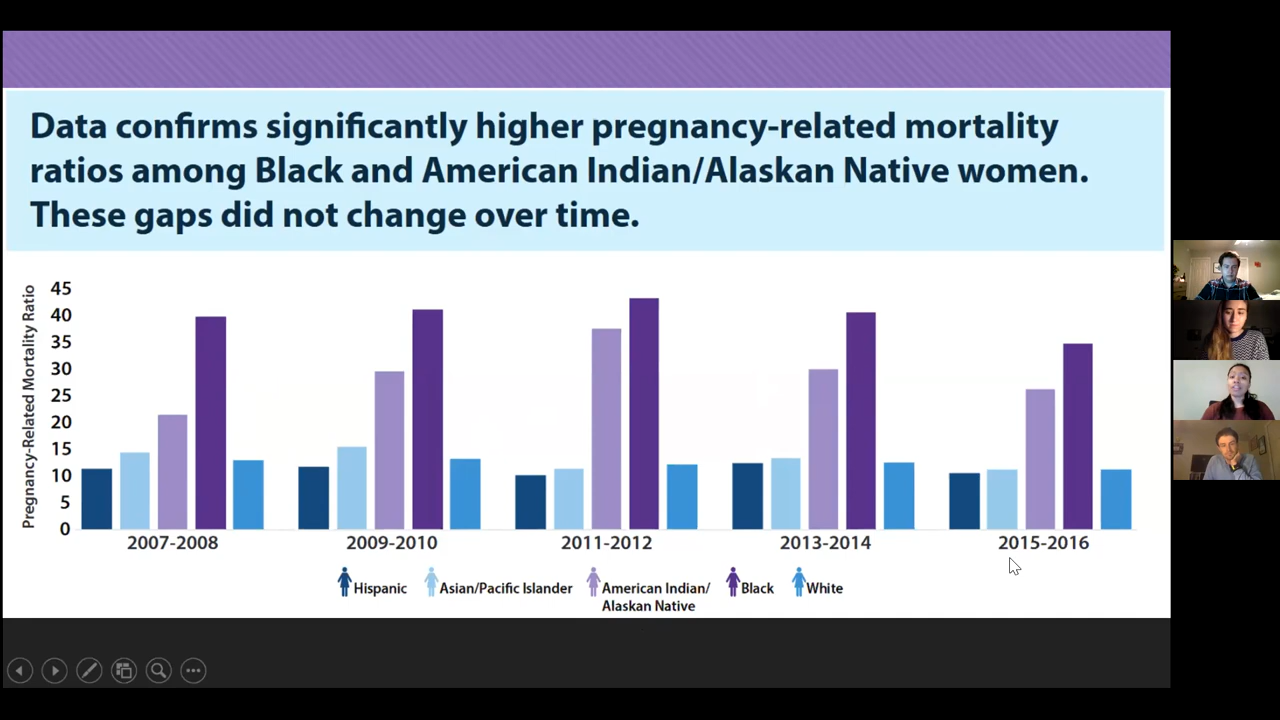 Data confirms significantly higher pregnancy-related mortality
ratios among Black and American Indian/Alaskan Native women.
These gaps did not change over time.
Pregnancy-Related Mortality Ratio
45
40
35
30
25
20
15
10
5
0
2007-2008
2009-2010
2011-2012
2013-2014
2015-2016
Hispanic
Asian/Pacific Islander
American Indian/
Alaskan Native
Black
White